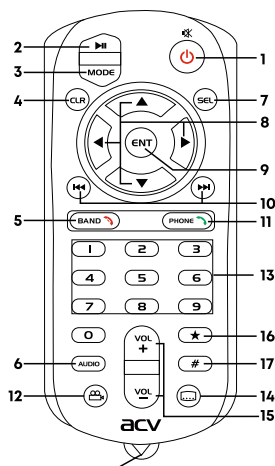 2
MODE
3
1
4
CLR
SEL
7
8
ENT
9
10
5
BAND
PHONE
11
1 2 3
4 5 6
13
7 8 9
0
VOL
+
★
16
6
AUDIO
#
17
12
VOL
−
14
15
acv